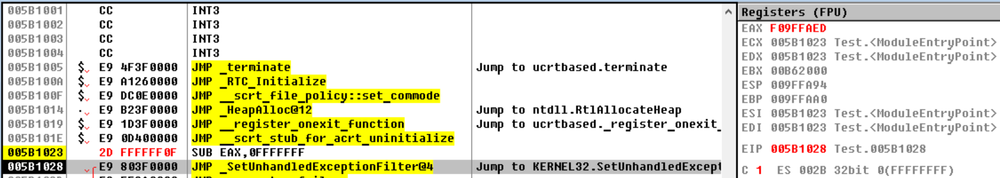 005B1001 CC INT3
005B1002 CC INT3
005B1003 CC INT3
005B1004 CC INT3
005B1005 $ E9 4F3F0000 JMP _terminate Jump to ucrtbased.terminate
005B100A $ E9 A1260000 JMP _RTC_Initialize
005B100F $ E9 DC0E0000 JMP __scrt_file_policy::set_commode
005B1014 . E9 B23F0000 JMP _HeapAlloc@12 Jump to ntdll.RtlAllocateHeap
005B1019 $ E9 1D3F0000 JMP __register_onexit_function Jump to ucrtbased._register_onexit_
005B101E $ E9 0D400000 JMP __scrt_stub_for_acrt_uninitialize
005B1023 2D FFFFFF0F SUB EAX,0FFFFFFF
005B1028 E9 803F0000 JMP _SetUnhandledExceptionFilter@4 Jump to KERNEL32.SetUnhandledExcept
Registers (FPU)
EAX F09FFAED
ECX 005B1023 Test.<ModuleEntryPoint>
EDX 005B1023 Test.<ModuleEntryPoint>
EBX 00B62000
ESP 009FFA94
EBP 009FFAA0
ESI 005B1023 Test.<ModuleEntryPoint>
EDI 005B1023 Test.<ModuleEntryPoint>
EIP 005B1028 Test.005B1028
C 1 ES 002B 32bit 0(FFFFFFFF)